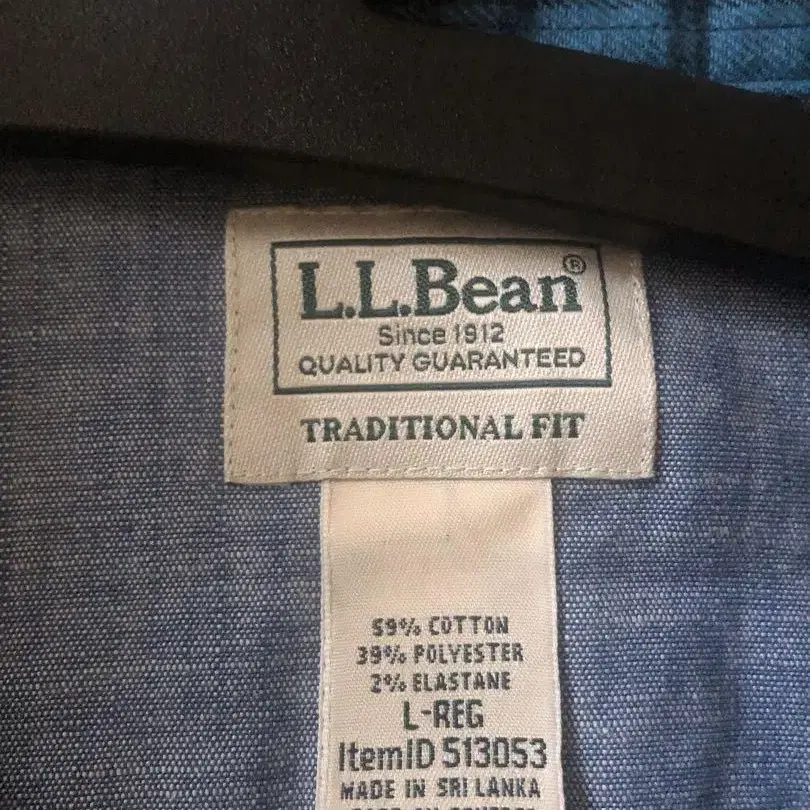 L.L.Bean®
Since 1912
QUALITY GUARANTEED
TRADITIONAL FIT
59% COTTON
39% POLYESTER
2% ELASTANE
L-REG
ItemID 513053
MADE IN SRI LANKA